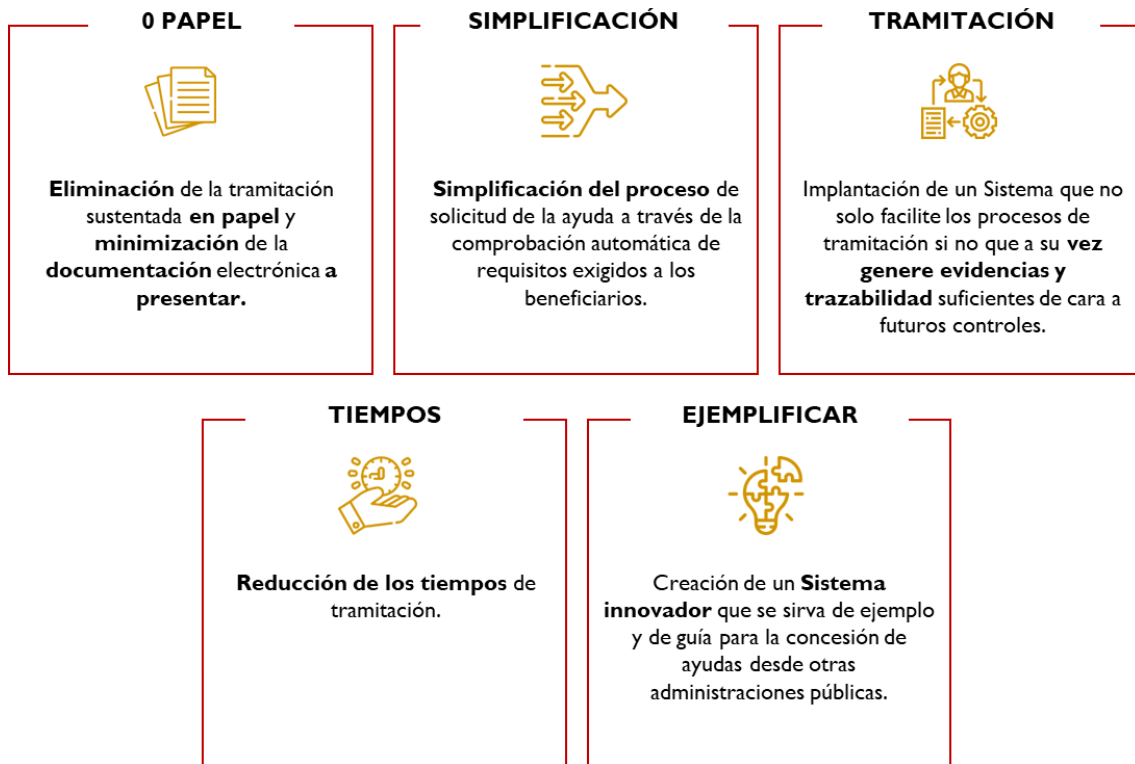 0 PAPEL
Eliminación de la tramitación
sustentada en papel y
minimización de la
documentación electrónica a
presentar.
SIMPLIFICACIÓN
Simplificación del proceso de
solicitud de la ayuda a través de la
comprobación automática de
requisitos exigidos a los
beneficiarios.
TRAMITACIÓN
Implantación de un Sistema que no
solo facilite los procesos de
tramitación si no que a su vez
genere evidencias y
trazabilidad suficientes de cara a
futuros controles.
TIEMPOS
Reducción de los tiempos de
tramitación.
EJEMPLIFICAR
Creación de un Sistema
innovador que se sirva de ejemplo
y de guía para la concesión de
ayudas desde otras
administraciones públicas.